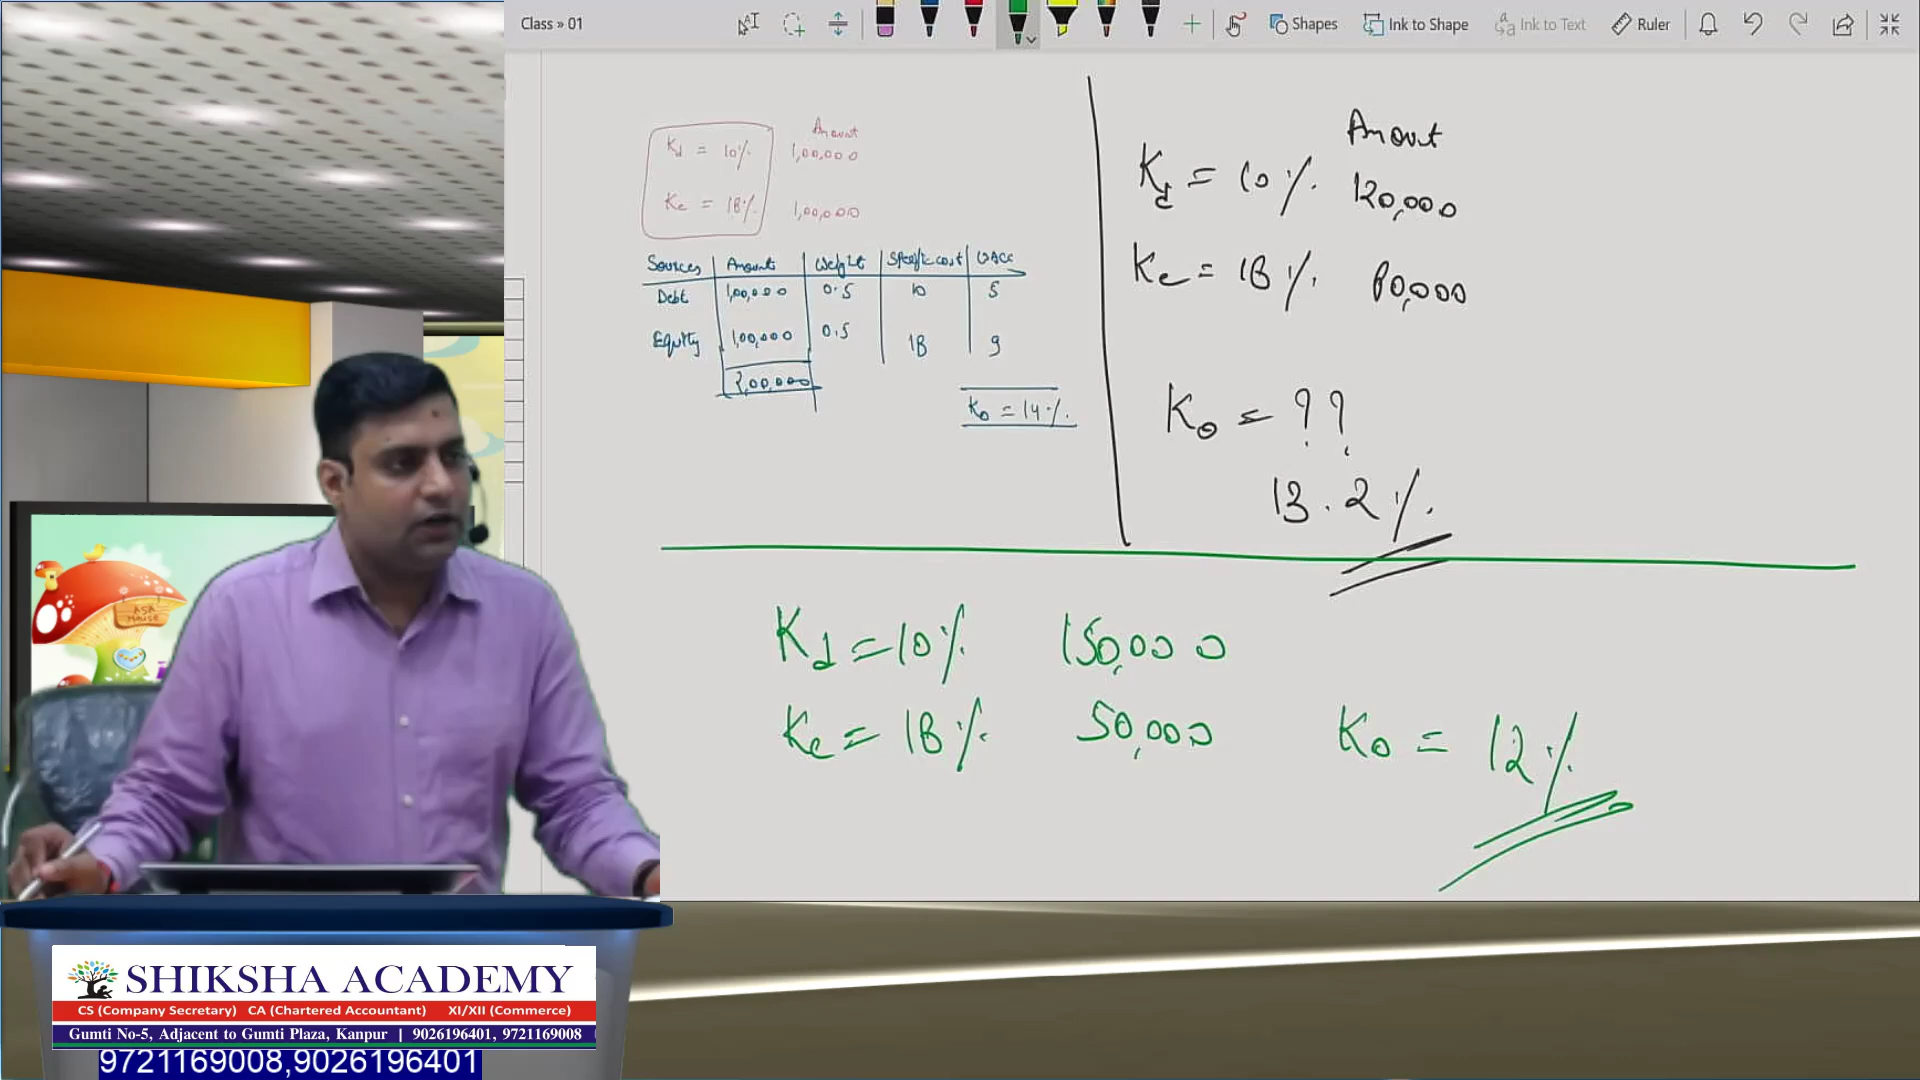 Class » 01
Shapes
Ink to Shape
Ink to Text
Ruler
Amount
Kd = 10% 1,00,000
Ke = 18% 1,00,000
Sources Amount Weight Specific cost WACC
Debt 1,00,000 0.5 10 5
Equity 1,00,000 0.5 18 9
2,00,000
Ko = 14%.
Amout
Kd = 10%. 120,000
Ke = 18%. 80,000
Ko = ??
13.2%.
Kd = 10% 150,000
Ke = 18% 50,000
Ko = 12%.
ASA
House
SHIKSHA ACADEMY
CS (Company Secretary) CA (Chartered Accountant) XI/XII (Commerce)
Gumti No-5, Adjacent to Gumti Plaza, Kanpur | 9026196401, 9721169008
9721169008,9026196401